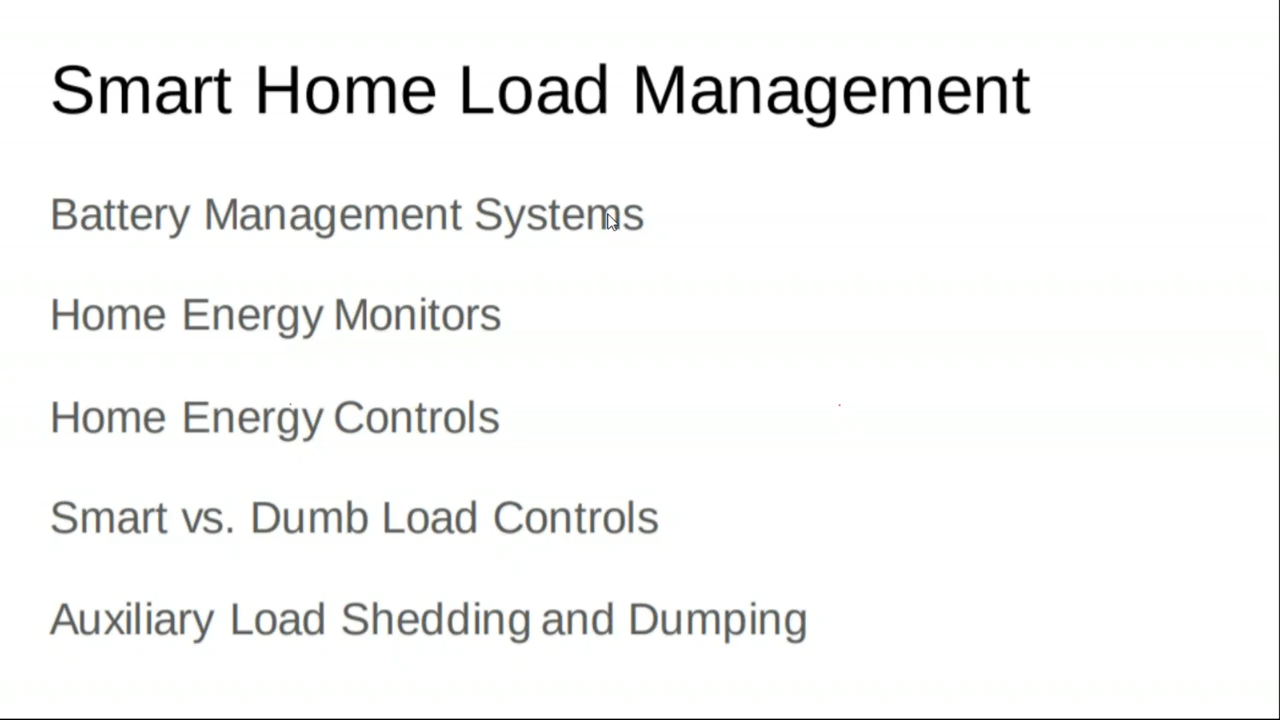 Smart Home Load Management
Battery Management Systems
Home Energy Monitors
Home Energy Controls
Smart vs. Dumb Load Controls
Auxiliary Load Shedding and Dumping